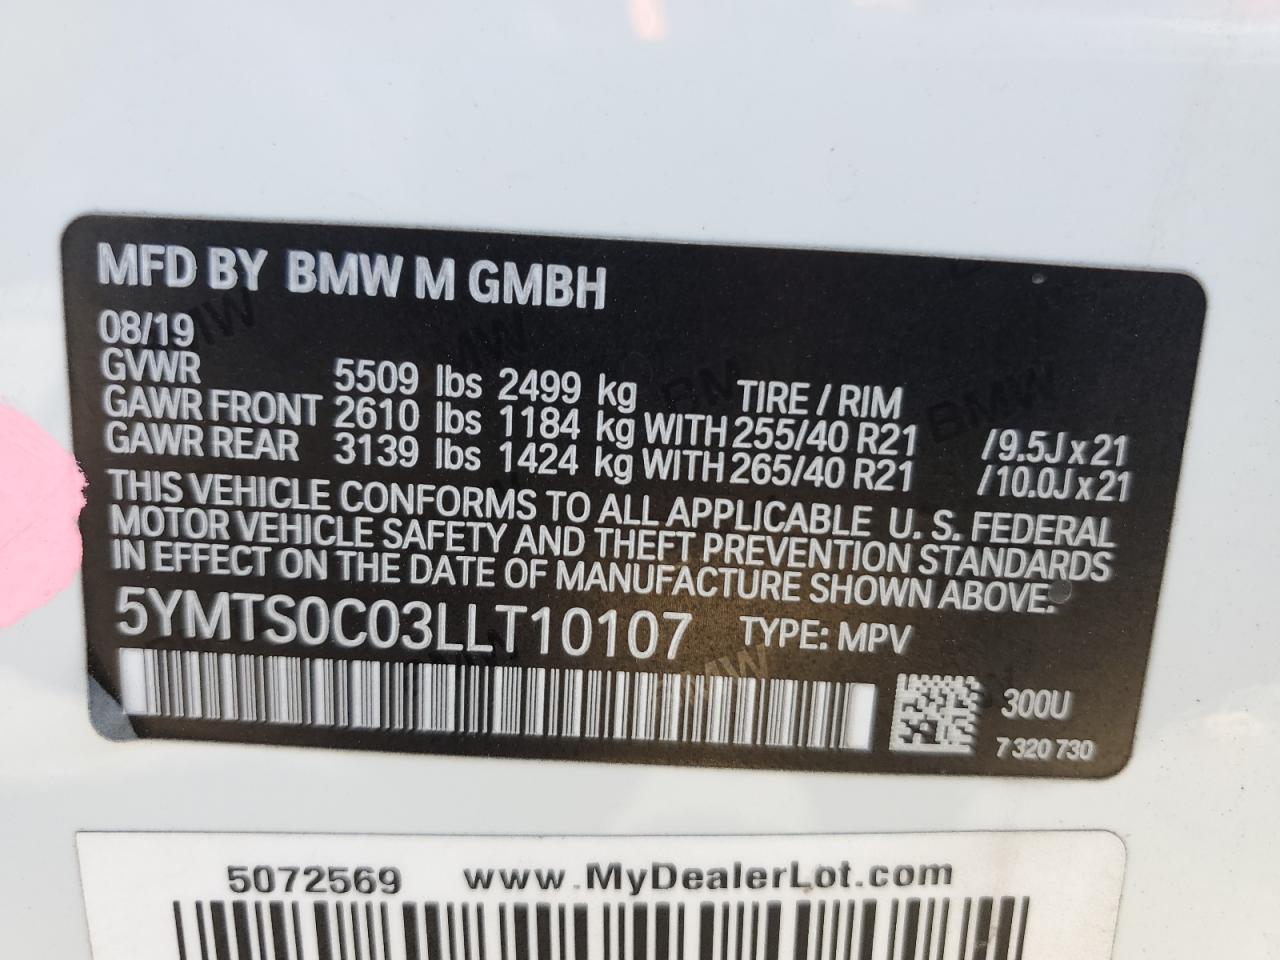 MFD BY BMW M GMBH
08/19
GVWR 5509 lbs 2499 kg TIRE / RIM
GAWR FRONT 2610 lbs 1184 kg WITH 255/40 R21 /9.5J x 21
GAWR REAR 3139 lbs 1424 kg WITH 265/40 R21 /10.0J x 21
THIS VEHICLE CONFORMS TO ALL APPLICABLE U. S. FEDERAL
MOTOR VEHICLE SAFETY AND THEFT PREVENTION STANDARDS
IN EFFECT ON THE DATE OF MANUFACTURE SHOWN ABOVE.
5YMTS0C03LLT10107 TYPE: MPV
300U
7 320 730
5072569 www.MyDealerLot.com